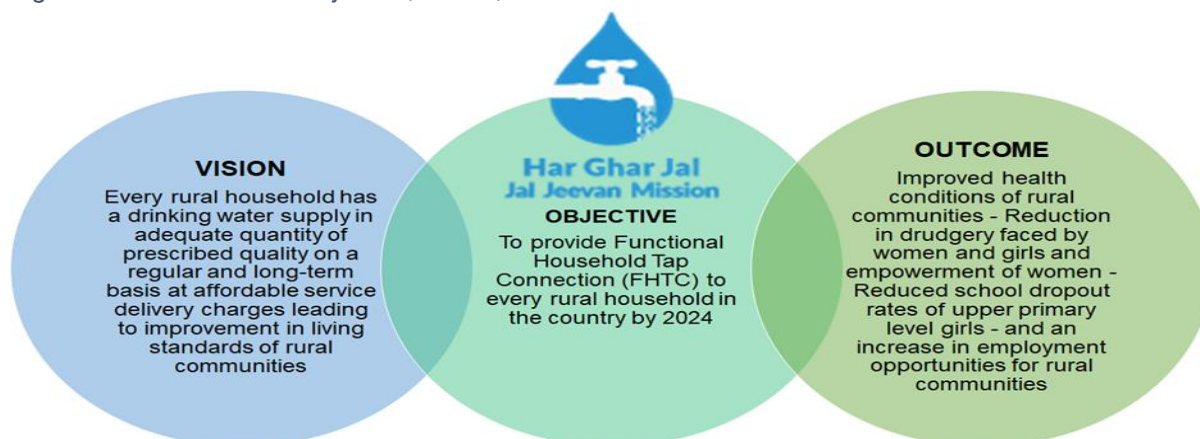 VISION
Every rural household has
a drinking water supply in
adequate quantity of
prescribed quality on a
regular and long-term
basis at affordable service
delivery charges leading
to improvement in living
standards of rural
communities
Har Ghar Jal
Jal Jeevan Mission
OBJECTIVE
To provide Functional
Household Tap
Connection (FHTC) to
every rural household in
the country by 2024
OUTCOME
Improved health
conditions of rural
communities - Reduction
in drudgery faced by
women and girls and
empowerment of women -
Reduced school dropout
rates of upper primary
level girls - and an
increase in employment
opportunities for rural
communities